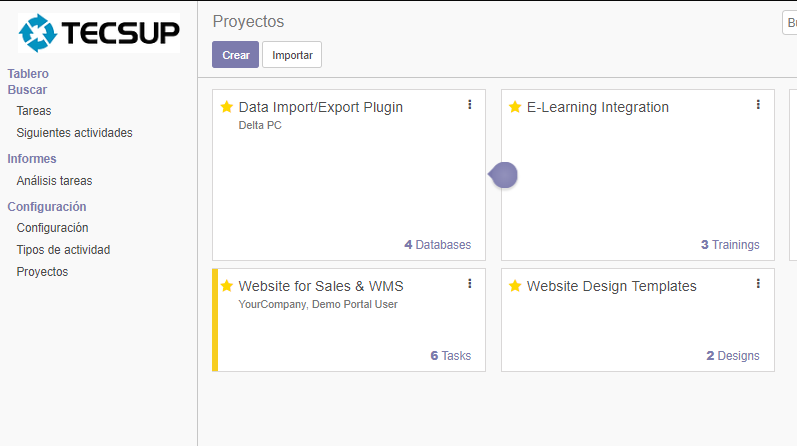 TECSUP
Tablero
Buscar
Tareas
Siguientes actividades
Informes
Análisis tareas
Configuración
Configuración
Tipos de actividad
Proyectos
Proyectos
Crear
Importar
Data Import/Export Plugin
Delta PC
4 Databases
E-Learning Integration
3 Trainings
Website for Sales & WMS
YourCompany, Demo Portal User
6 Tasks
Website Design Templates
2 Designs